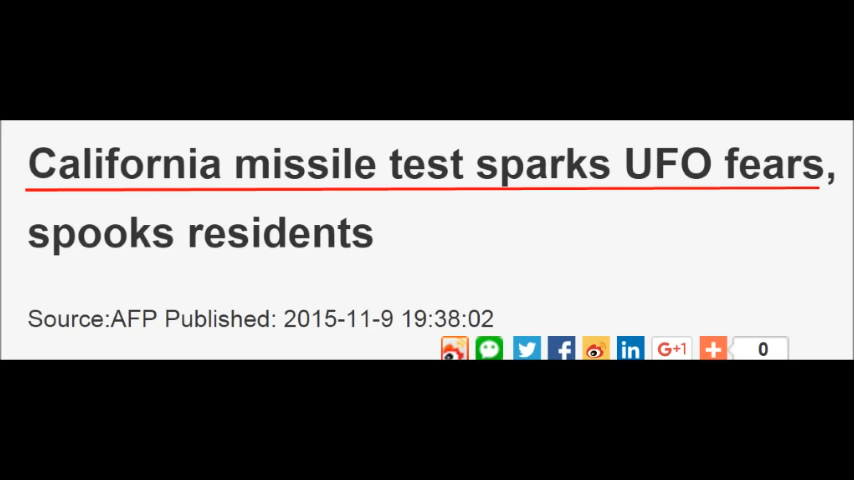 California missile test sparks UFO fears,
spooks residents
Source:AFP Published: 2015-11-9 19:38:02
in G+1 0